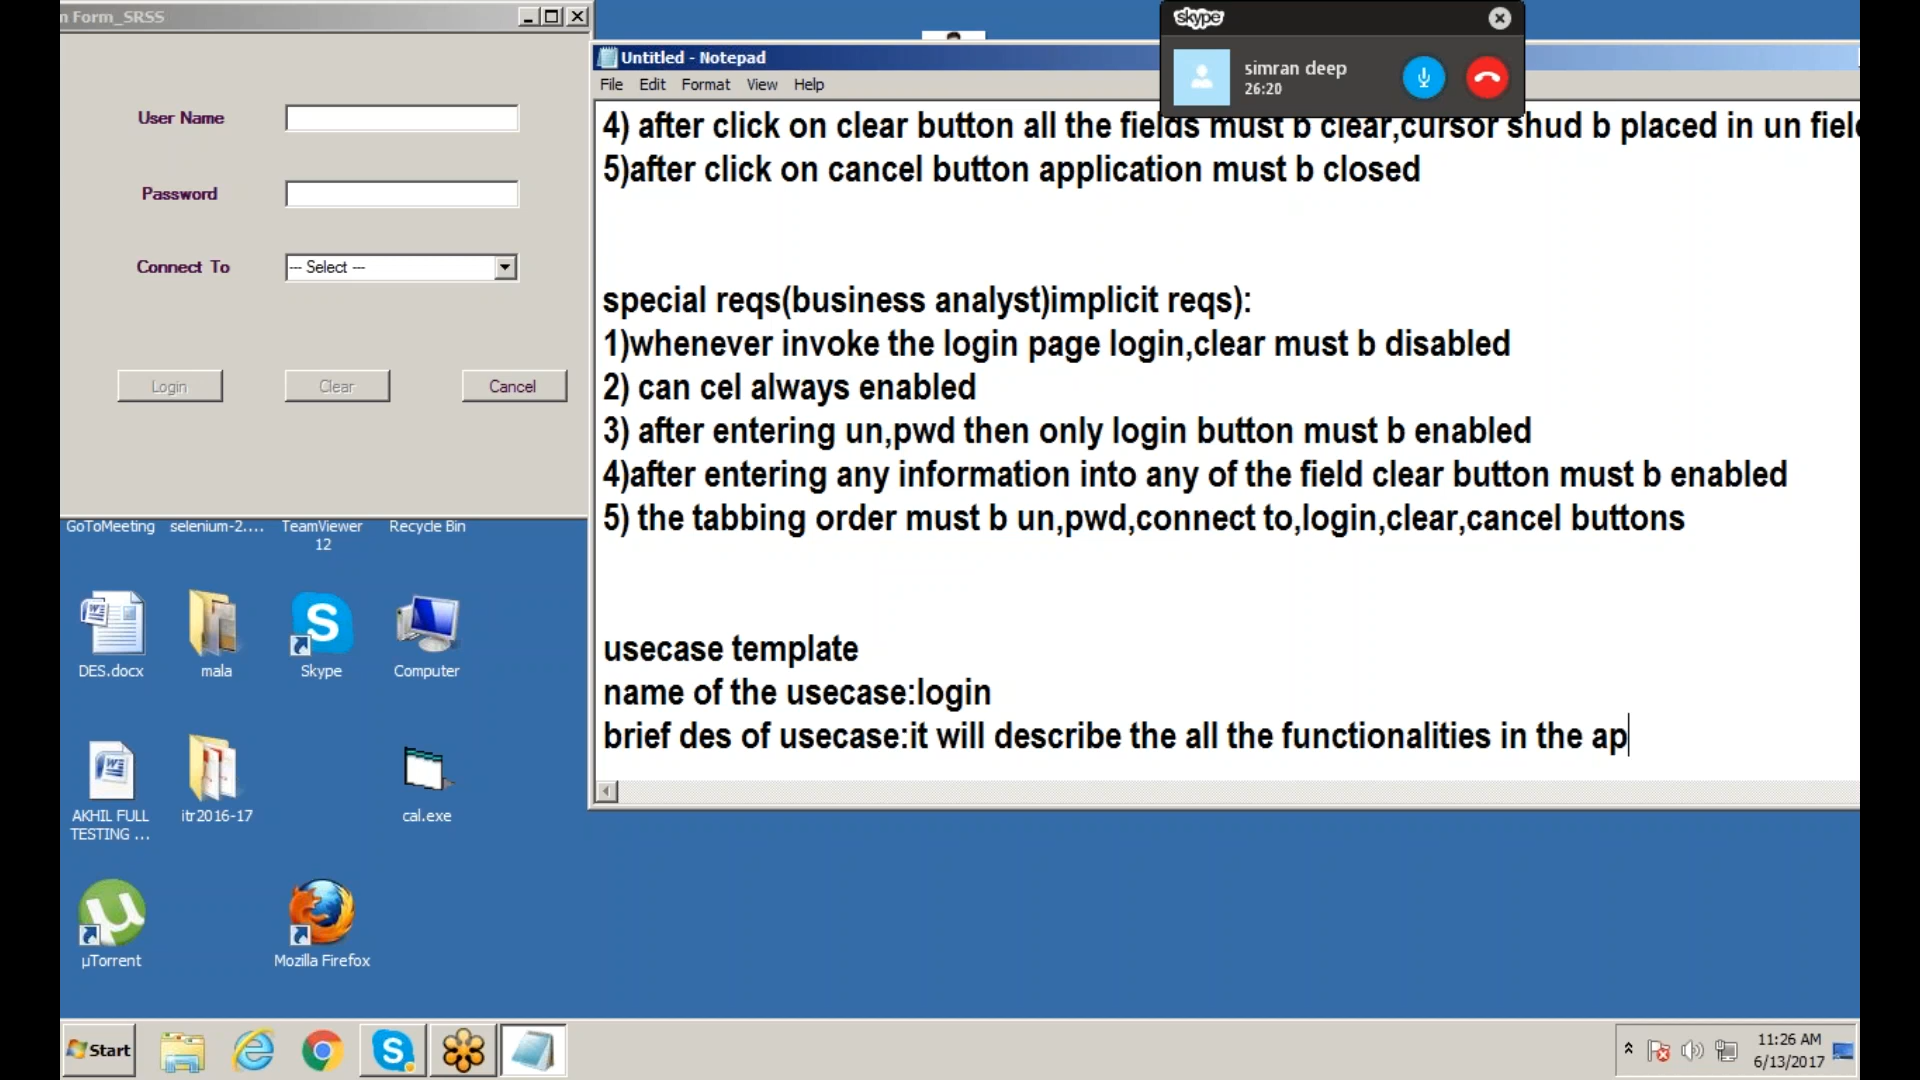 n Form_SRSS
User Name
Password
Connect To
--- Select ---
Login
Clear
Cancel
Untitled - Notepad
File Edit Format View Help
4) after click on clear button all the fields must b clear,cursor shud b placed in un field
5)after click on cancel button application must b closed
special reqs(business analyst)implicit reqs):
1)whenever invoke the login page login,clear must b disabled
2) can cel always enabled
3) after entering un,pwd then only login button must b enabled
4)after entering any information into any of the field clear button must b enabled
5) the tabbing order must b un,pwd,connect to,login,clear,cancel buttons
usecase template
name of the usecase:login
brief des of usecase:it will describe the all the functionalities in the ap
skype
simran deep
26:20
GoToMeeting
selenium-2....
TeamViewer
12
Recycle Bin
DES.docx
mala
Skype
Computer
AKHIL FULL
TESTING ...
itr2016-17
cal.exe
µTorrent
Mozilla Firefox
Start
11:26 AM
6/13/2017